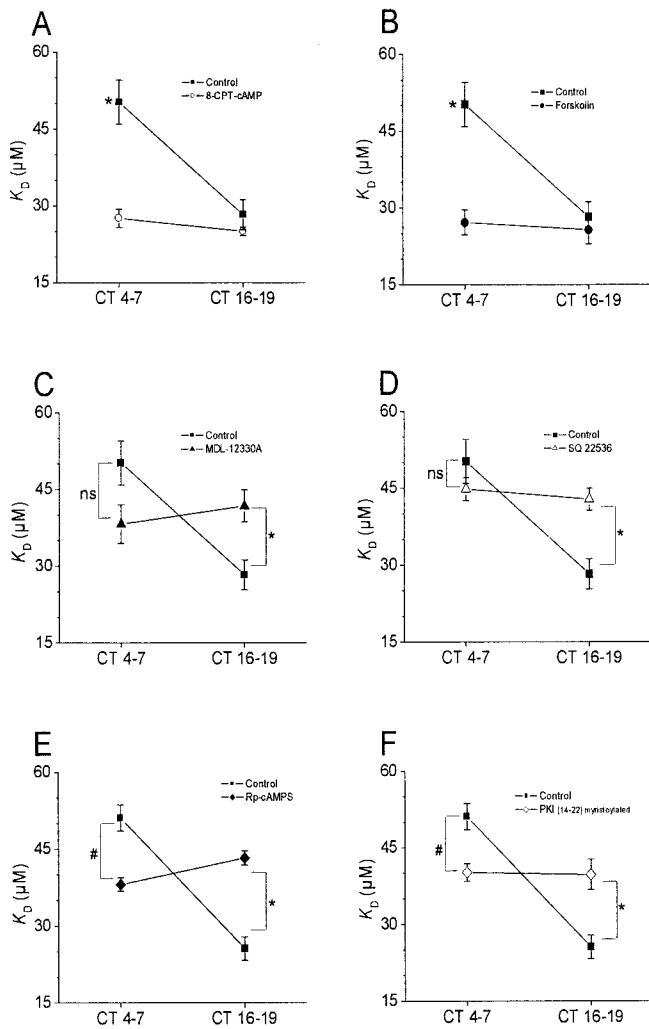 A
60
45
30
15
K_D (µM)
*
Control
8-CPT-cAMP
CT 4-7
CT 16-19
B
60
45
30
15
K_D (µM)
*
Control
Forskolin
CT 4-7
CT 16-19
C
60
45
30
15
K_D (µM)
ns
*
Control
MDL-12330A
CT 4-7
CT 16-19
D
60
45
30
15
K_D (µM)
ns
*
Control
SQ 22536
CT 4-7
CT 16-19
E
60
45
30
15
K_D (µM)
#
*
Control
Rp-cAMPS
CT 4-7
CT 16-19
F
60
45
30
15
K_D (µM)
#
*
Control
PKI (14-22) myristoylated
CT 4-7
CT 16-19